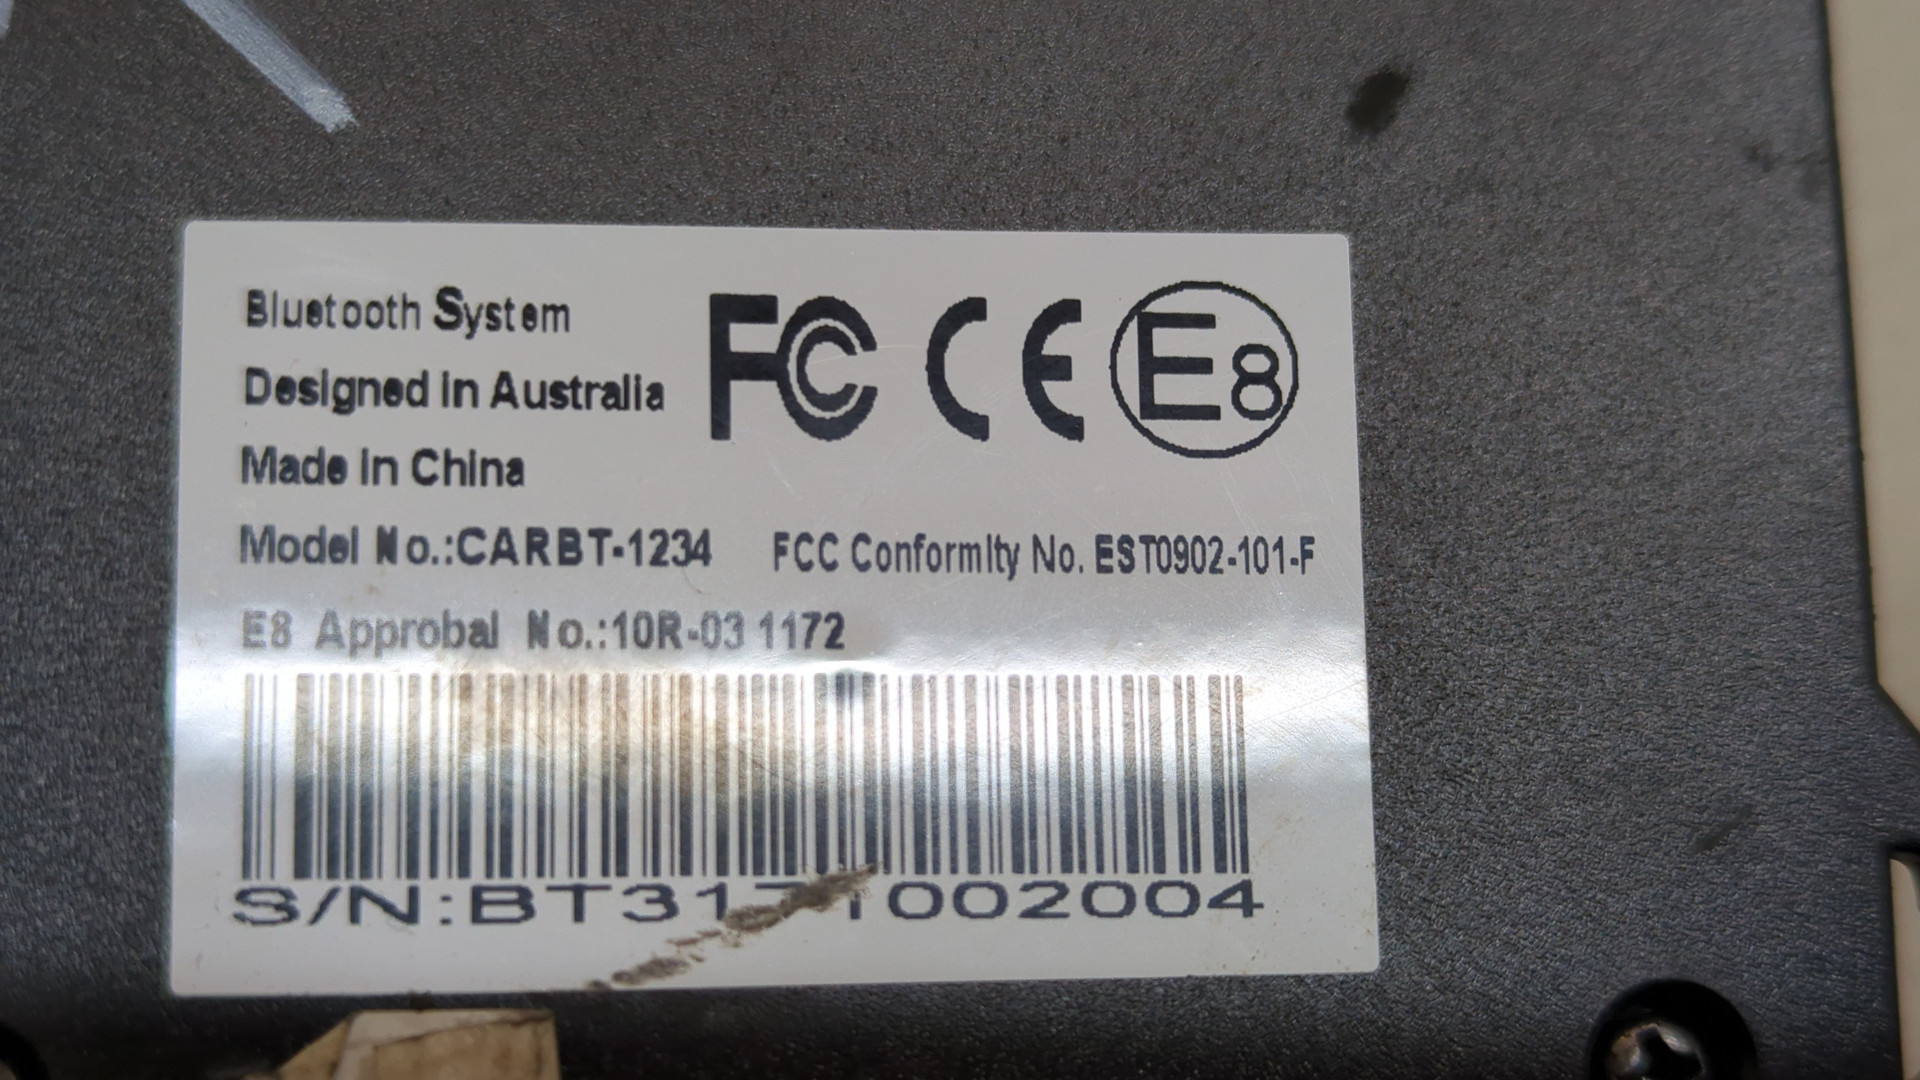 Bluetooth System
Designed in Australia
FC CE E8
Made in China
Model No.:CARBT-1234 FCC Conformity No. EST0902-101-F
E8 Approbal No.:10R-03 1172